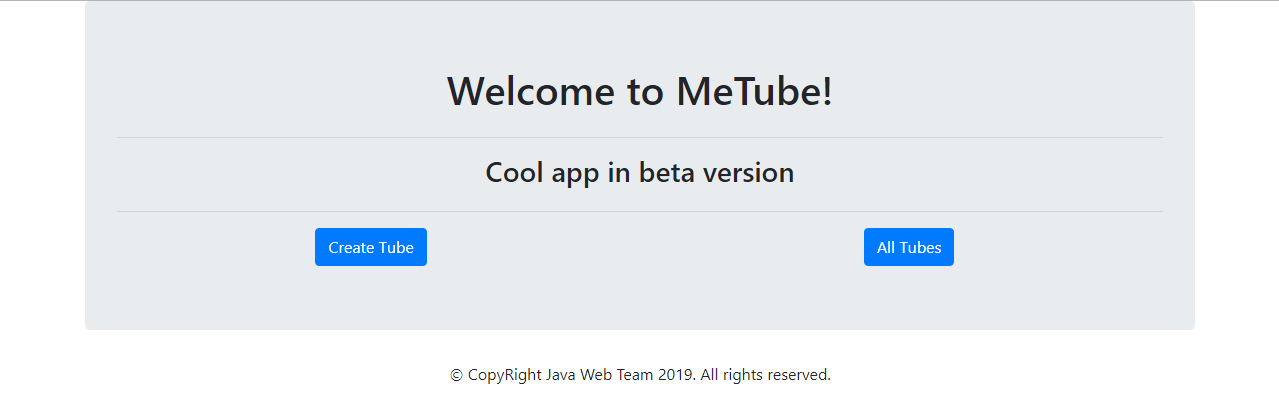 Welcome to MeTube!
Cool app in beta version
Create Tube
All Tubes
© CopyRight Java Web Team 2019. All rights reserved.